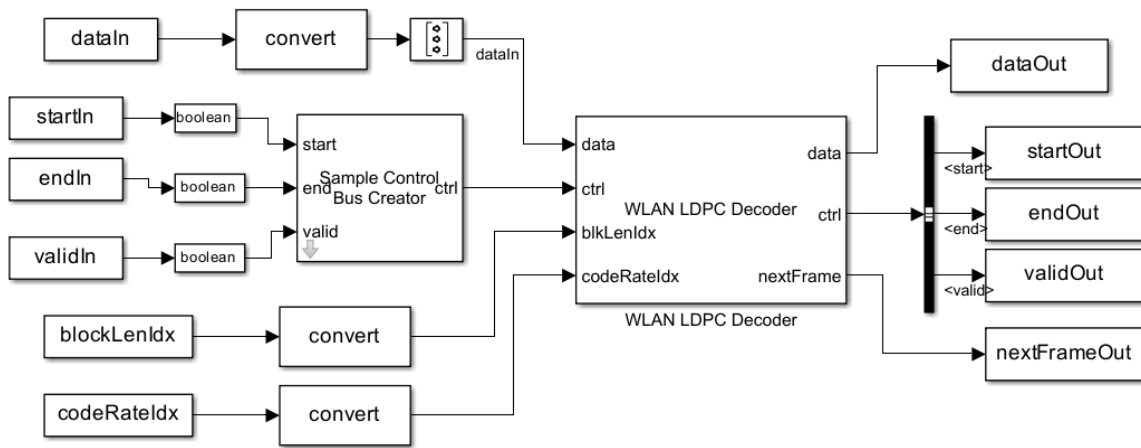 dataIn
convert
dataIn
dataOut
startIn
boolean
start
endIn
boolean
end
Sample Control
Bus Creator
ctrl
validIn
boolean
valid
data
ctrl
blkLenIdx
codeRateIdx
WLAN LDPC Decoder
data
ctrl
nextFrame
WLAN LDPC Decoder
<start>
startOut
<end>
endOut
<valid>
validOut
nextFrameOut
blockLenIdx
convert
codeRateIdx
convert